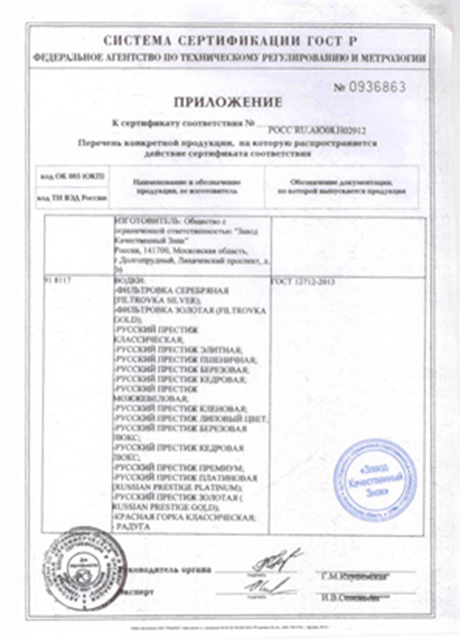 СИСТЕМА СЕРТИФИКАЦИИ ГОСТ Р
ФЕДЕРАЛЬНОЕ АГЕНТСТВО ПО ТЕХНИЧЕСКОМУ РЕГУЛИРОВАНИЮ И МЕТРОЛОГИИ
№ 0936863
ПРИЛОЖЕНИЕ
К сертификату соответствия №
РОСС RU.АЮ08.Н02912
Перечень конкретной продукции, на которую распространяется
действие сертификата соответствия
код ОК 005 (ОКП)
код ТН ВЭД России
Наименование и обозначение
продукции, ее изготовитель
Обозначение документации,
по которой выпускается продукция
ИЗГОТОВИТЕЛЬ: Общество с
ограниченной ответственностью "Завод
Качественный Знак"
Россия, 141700, Московская область,
г.Долгопрудный, Лихачевский проспект, д.
36
91 8117
ВОДКИ:
-ФИЛЬТРОВКА СЕРЕБРЯНАЯ
(FILTROVKA SILVER);
-ФИЛЬТРОВКА ЗОЛОТАЯ (FILTROVKA
GOLD);
-РУССКИЙ ПРЕСТИЖ
КЛАССИЧЕСКАЯ;
-РУССКИЙ ПРЕСТИЖ ЭЛИТНАЯ;
-РУССКИЙ ПРЕСТИЖ ПШЕНИЧНАЯ;
-РУССКИЙ ПРЕСТИЖ БЕРЕЗОВАЯ;
-РУССКИЙ ПРЕСТИЖ КЕДРОВАЯ;
-РУССКИЙ ПРЕСТИЖ
МОЖЖЕВЕЛОВАЯ;
-РУССКИЙ ПРЕСТИЖ КЛЕНОВАЯ;
-РУССКИЙ ПРЕСТИЖ ЛИПОВЫЙ ЦВЕТ,
-РУССКИЙ ПРЕСТИЖ БЕРЕЗОВАЯ
ЛЮКС;
-РУССКИЙ ПРЕСТИЖ КЕДРОВАЯ
ЛЮКС;
-РУССКИЙ ПРЕСТИЖ ПРЕМИУМ;
-РУССКИЙ ПРЕСТИЖ ПЛАТИНОВАЯ
(RUSSIAN PRESTIGE PLATINUM);
-РУССКИЙ ПРЕСТИЖ ЗОЛОТАЯ (
RUSSIAN PRESTIGE GOLD);
-КРАСНАЯ ГОРКА КЛАССИЧЕСКАЯ;
- РАДУГА
ГОСТ 12712-2013
«Завод
Качественный
Знак»
Руководитель органа
подпись
Г.М.
Эксперт
подпись
И.В.